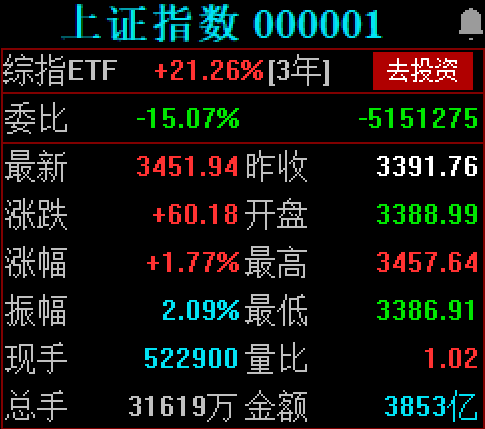 上证指数 000001
综指ETF +21.26%[3年] 去投资
委比 -15.07% -5151275
最新 3451.94 昨收 3391.76
涨跌 +60.18 开盘 3388.99
涨幅 +1.77% 最高 3457.64
振幅 2.09% 最低 3386.91
现手 522900 量比 1.02
总手 31619万 金额 3853亿